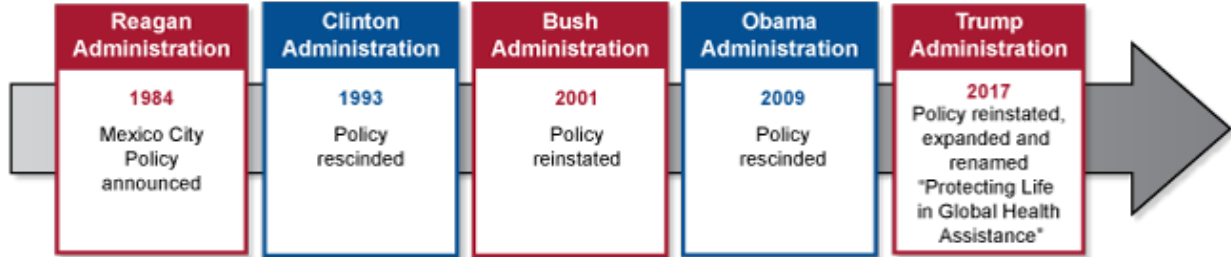 Reagan
Administration
1984
Mexico City
Policy
announced
Clinton
Administration
1993
Policy
rescinded
Bush
Administration
2001
Policy
reinstated
Obama
Administration
2009
Policy
rescinded
Trump
Administration
2017
Policy reinstated,
expanded and
renamed
"Protecting Life
in Global Health
Assistance"